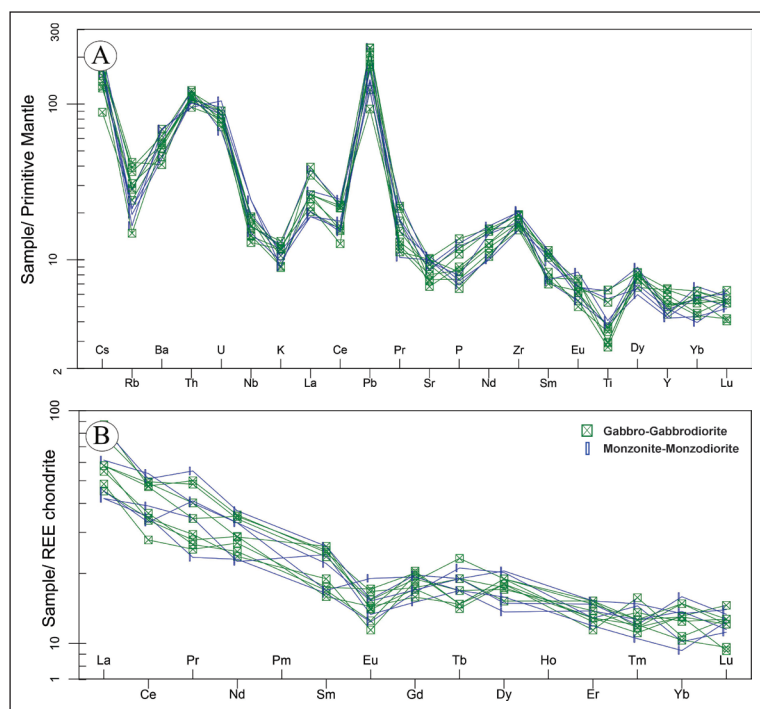 300
A
100
Sample/ Primitive Mantle
10
Cs Ba U K Ce Pr P Zr Eu Dy Yb
2
Rb Th Nb La Pb Sr Nd Sm Ti Y Lu
100
B
Gabbro-Gabbrodiorite
Monzonite-Monzodiorite
Sample/ REE chondrite
10
La Pr Pm Eu Tb Ho Tm Lu
1
Ce Nd Sm Gd Dy Er Yb